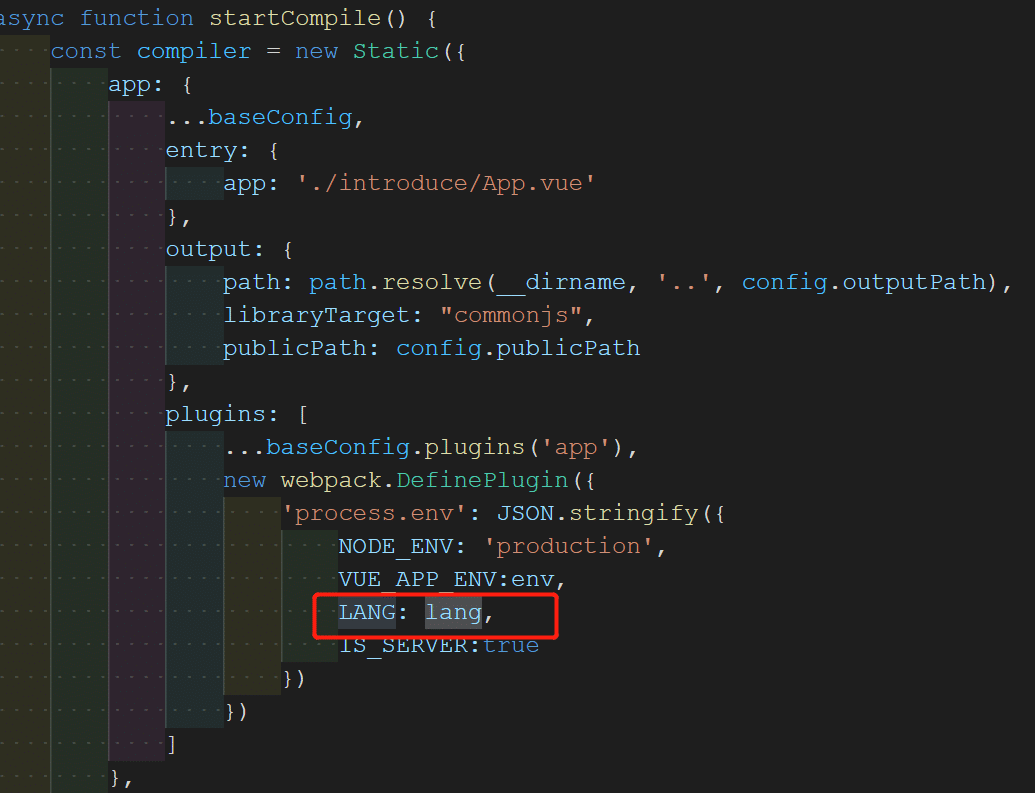 async function startCompile() {
const compiler = new Static({
app: {
...baseConfig,
entry: {
app: './introduce/App.vue'
},
output: {
path: path.resolve(__dirname, '..', config.outputPath),
libraryTarget: "commonjs",
publicPath: config.publicPath
},
plugins: [
...baseConfig.plugins('app'),
new webpack.DefinePlugin({
'process.env': JSON.stringify({
NODE_ENV: 'production',
VUE_APP_ENV:env,
LANG: lang,
IS_SERVER:true
})
})
]
},